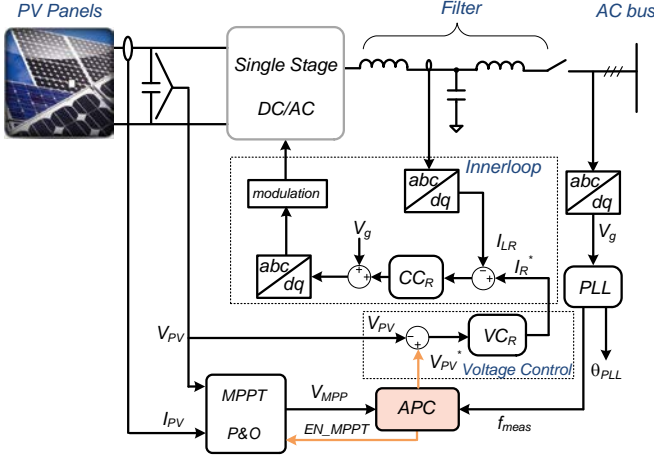 PV Panels
Filter
AC bus
Single Stage
DC/AC
Innerloop
abc
dq
abc
dq
modulation
V_g
I_LR
V_g
I_R*
abc
dq
CC_R
PLL
V_PV
V_PV
VC_R
V_PV*
Voltage Control
θ_PLL
MPPT
P&O
V_MPP
APC
I_PV
EN_MPPT
f_meas
+
+
−
+
−
+